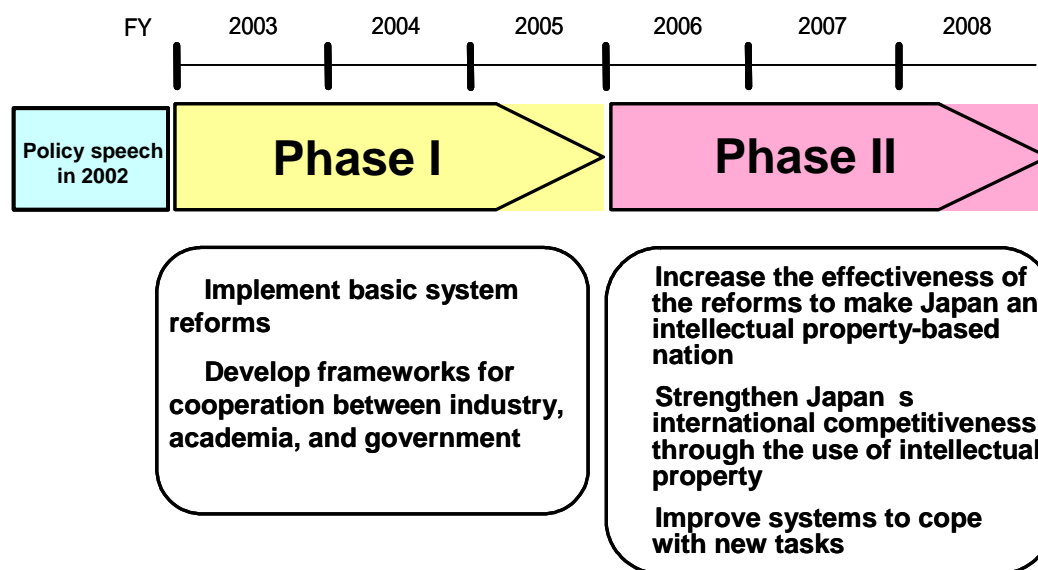 FY 2003 2004 2005 2006 2007 2008
Policy speech
in 2002
Phase I
Phase II
Implement basic system
reforms
Develop frameworks for
cooperation between industry,
academia, and government
Increase the effectiveness of
the reforms to make Japan an
intellectual property-based
nation
Strengthen Japan s
international competitiveness
through the use of intellectual
property
Improve systems to cope
with new tasks